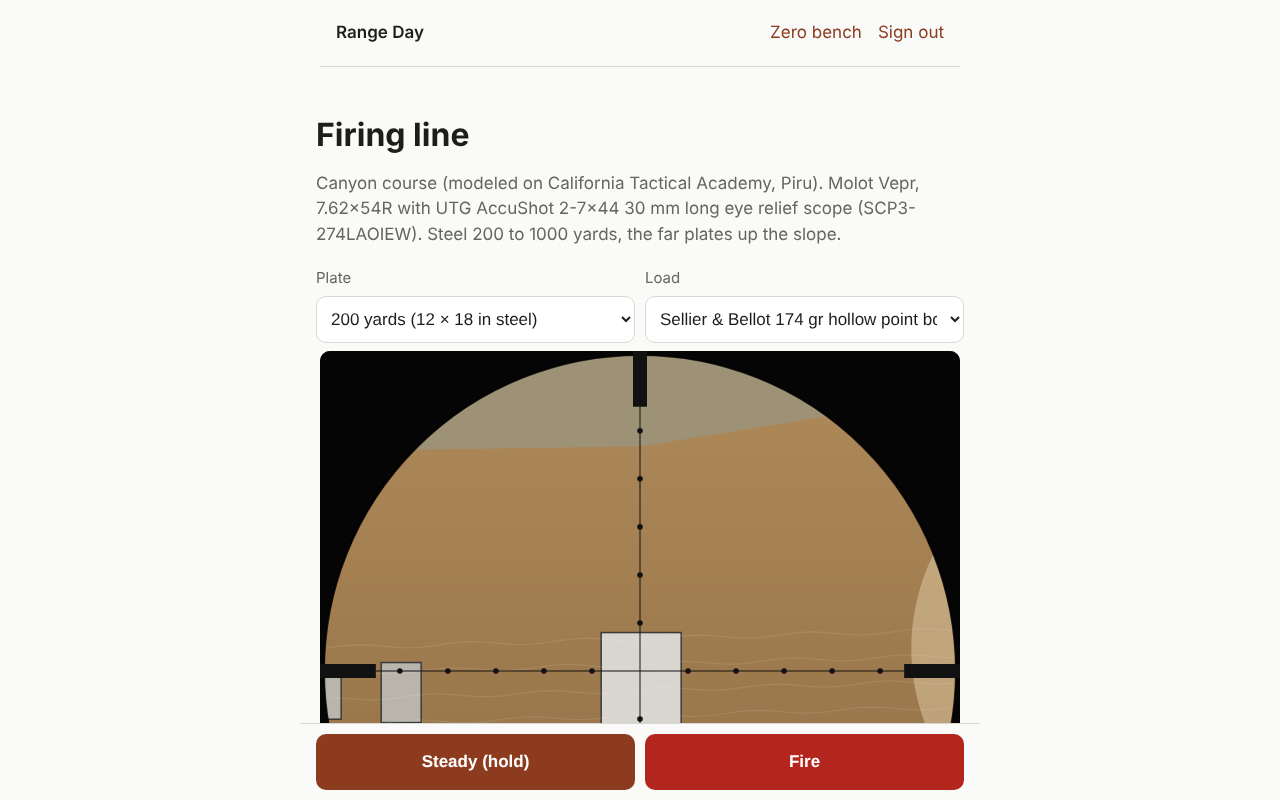 Range Day
Zero bench
Sign out
Firing line
Canyon course (modeled on California Tactical Academy, Piru). Molot Vepr,
7.62×54R with UTG AccuShot 2-7×44 30 mm long eye relief scope (SCP3-
274LAOIEW). Steel 200 to 1000 yards, the far plates up the slope.
Plate
Load
200 yards (12 × 18 in steel)
Sellier & Bellot 174 gr hollow point
Steady (hold)
Fire